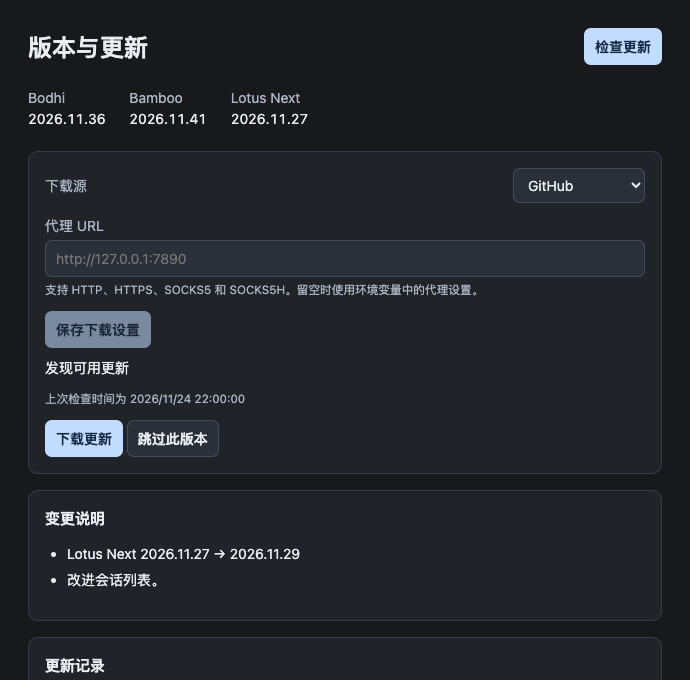 版本与更新
检查更新
Bodhi Bamboo Lotus Next
2026.11.36 2026.11.41 2026.11.27
下载源
GitHub
代理 URL
http://127.0.0.1:7890
支持 HTTP、HTTPS、SOCKS5 和 SOCKS5H。留空时使用环境变量中的代理设置。
保存下载设置
发现可用更新
上次检查时间为 2026/11/24 22:00:00
下载更新 跳过此版本
变更说明
• Lotus Next 2026.11.27 → 2026.11.29
• 改进会话列表。
更新记录